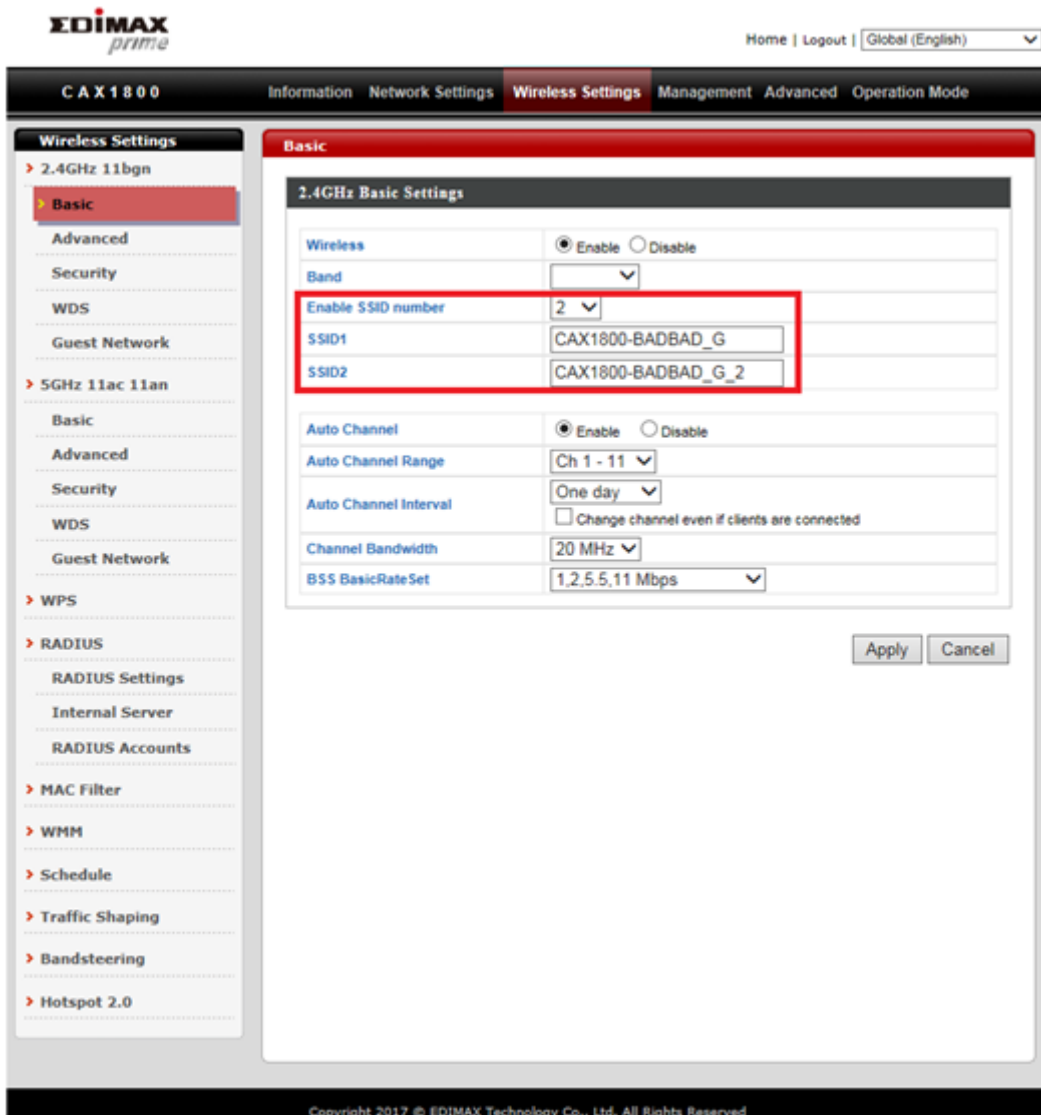 EDIMAX
prime
Home | Logout | Global (English)
CAX1800 Information Network Settings Wireless Settings Management Advanced Operation Mode
Wireless Settings
2.4GHz 11bgn
Basic
Advanced
Security
WDS
Guest Network
5GHz 11ac 11an
Basic
Advanced
Security
WDS
Guest Network
WPS
RADIUS
RADIUS Settings
Internal Server
RADIUS Accounts
MAC Filter
WMM
Schedule
Traffic Shaping
Bandsteering
Hotspot 2.0
Basic
2.4GHz Basic Settings
Wireless Enable Disable
Band
Enable SSID number 2
SSID1 CAX1800-BADBAD_G
SSID2 CAX1800-BADBAD_G_2
Auto Channel Enable Disable
Auto Channel Range Ch 1 - 11
Auto Channel Interval One day
Change channel even if clients are connected
Channel Bandwidth 20 MHz
BSS BasicRateSet 1,2,5.5,11 Mbps
Apply Cancel
Copyright 2017 © EDIMAX Technology Co., Ltd. All Rights Reserved